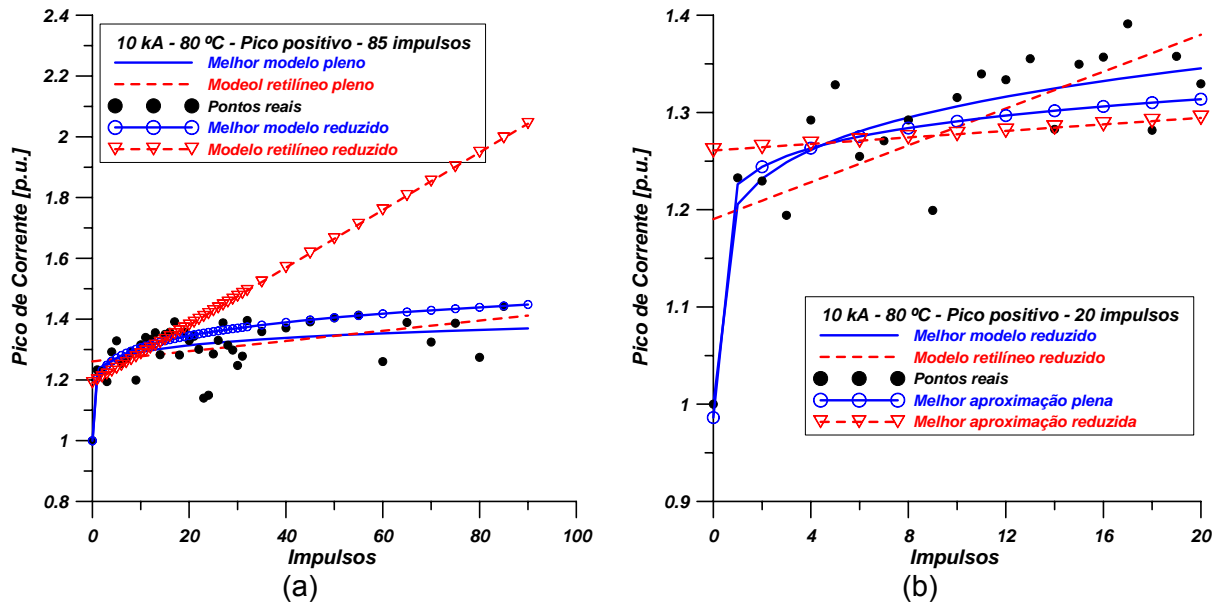 2.4
2.2
2
1.8
1.6
1.4
1.2
1
0.8
Pico de Corrente [p.u.]
10 kA - 80 ºC - Pico positivo - 85 impulsos
Melhor modelo pleno
Modeol retilíneo pleno
Pontos reais
Melhor modelo reduzido
Modelo retilíneo reduzido
0 20 40 60 80 100
Impulsos
(a)
1.4
1.3
1.2
1.1
1
0.9
Pico de Corrente [p.u.]
10 kA - 80 ºC - Pico positivo - 20 impulsos
Melhor modelo reduzido
Modelo retilíneo reduzido
Pontos reais
Melhor aproximação plena
Melhor aproximação reduzida
0 4 8 12 16 20
Impulsos
(b)